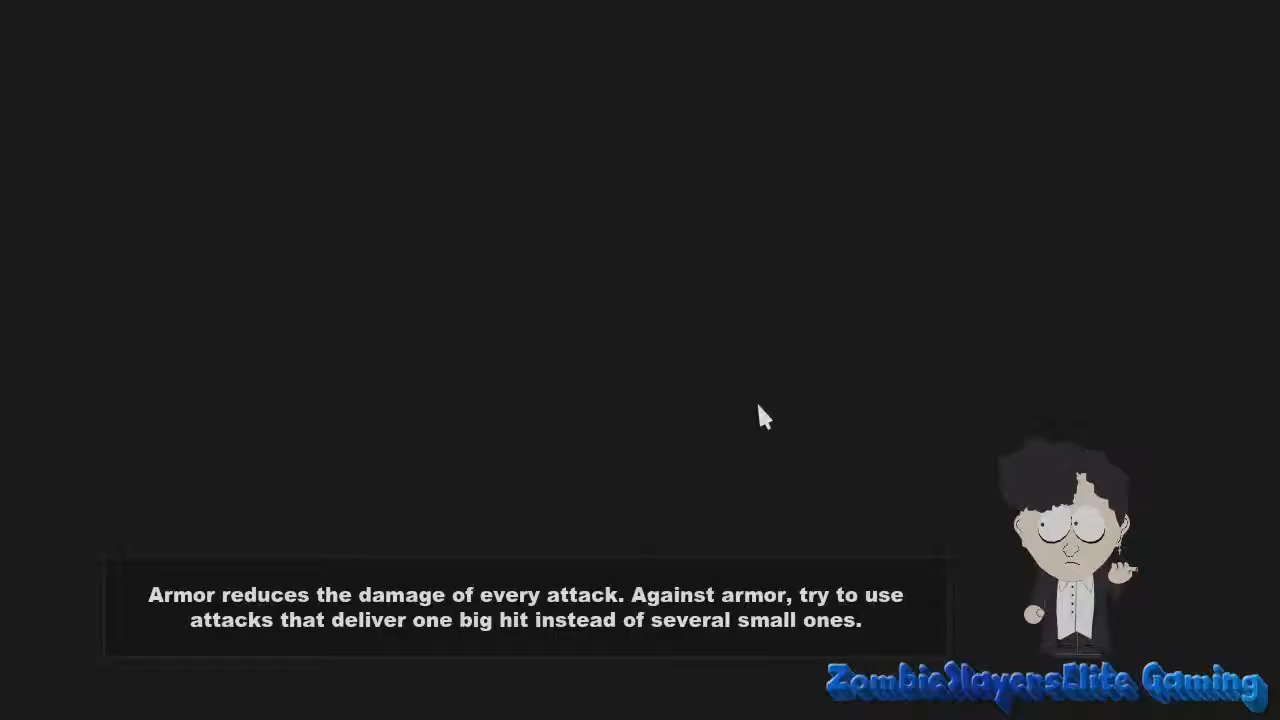 Armor reduces the damage of every attack. Against armor, try to use
attacks that deliver one big hit instead of several small ones.
ZombieSlayersElite Gaming